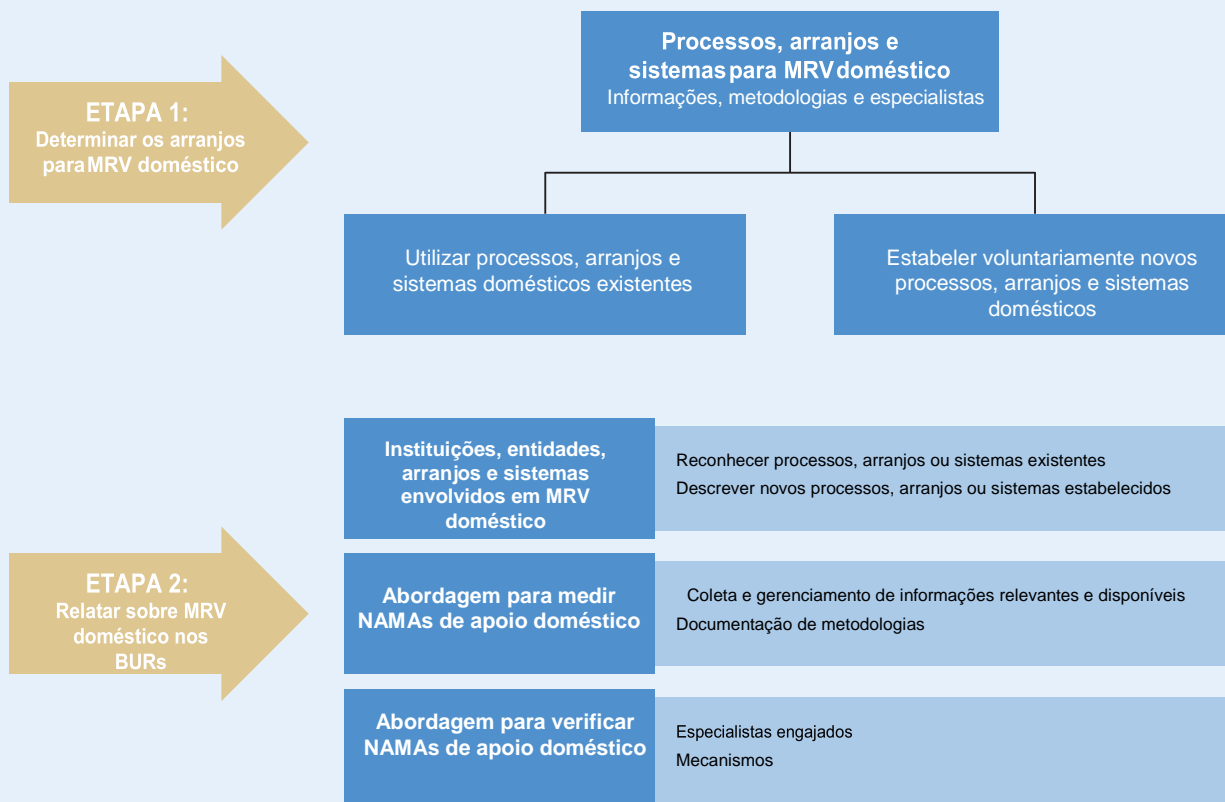 Processos, arranjos e
sistemas para MRV doméstico
Informações, metodologias e especialistas
ETAPA 1:
Determinar os arranjos
para MRV doméstico
Utilizar processos, arranjos e
sistemas domésticos existentes
Estabeler voluntariamente novos
processos, arranjos e sistemas
domésticos
ETAPA 2:
Relatar sobre MRV
doméstico nos
BURs
Instituições, entidades,
arranjos e sistemas
envolvidos em MRV
doméstico
Reconhecer processos, arranjos ou sistemas existentes
Descrever novos processos, arranjos ou sistemas estabelecidos
Abordagem para medir
NAMAs de apoio doméstico
Coleta e gerenciamento de informações relevantes e disponíveis
Documentação de metodologias
Abordagem para verificar
NAMAs de apoio doméstico
Especialistas engajados
Mecanismos